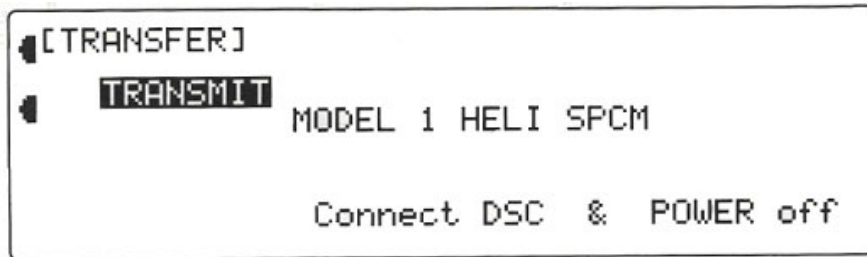 [TRANSFER]
TRANSMIT
MODEL 1 HELI SPCM
Connect DSC & POWER off